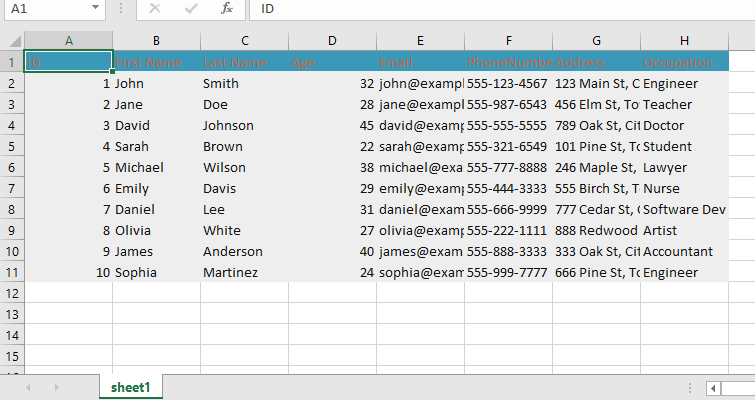 A1 fx ID
A B C D E F G H
1 ID First Name Last Name Age Email PhoneNumbe Address Occupation
2 1 John Smith 32 john@exampl 555-123-4567 123 Main St, C Engineer
3 2 Jane Doe 28 jane@exampl 555-987-6543 456 Elm St, To Teacher
4 3 David Johnson 45 david@examp 555-555-5555 789 Oak St, Cit Doctor
5 4 Sarah Brown 22 sarah@examp 555-321-6549 101 Pine St, To Student
6 5 Michael Wilson 38 michael@exa 555-777-8888 246 Maple St, Lawyer
7 6 Emily Davis 29 emily@examp 555-444-3333 555 Birch St, T Nurse
8 7 Daniel Lee 31 daniel@exam 555-666-9999 777 Cedar St, C Software Dev
9 8 Olivia White 27 olivia@examp 555-222-1111 888 Redwood Artist
10 9 James Anderson 40 james@exam 555-888-3333 333 Oak St, Cit Accountant
11 10 Sophia Martinez 24 sophia@exam 555-999-7777 666 Pine St, To Engineer
12
13
14
15
sheet1